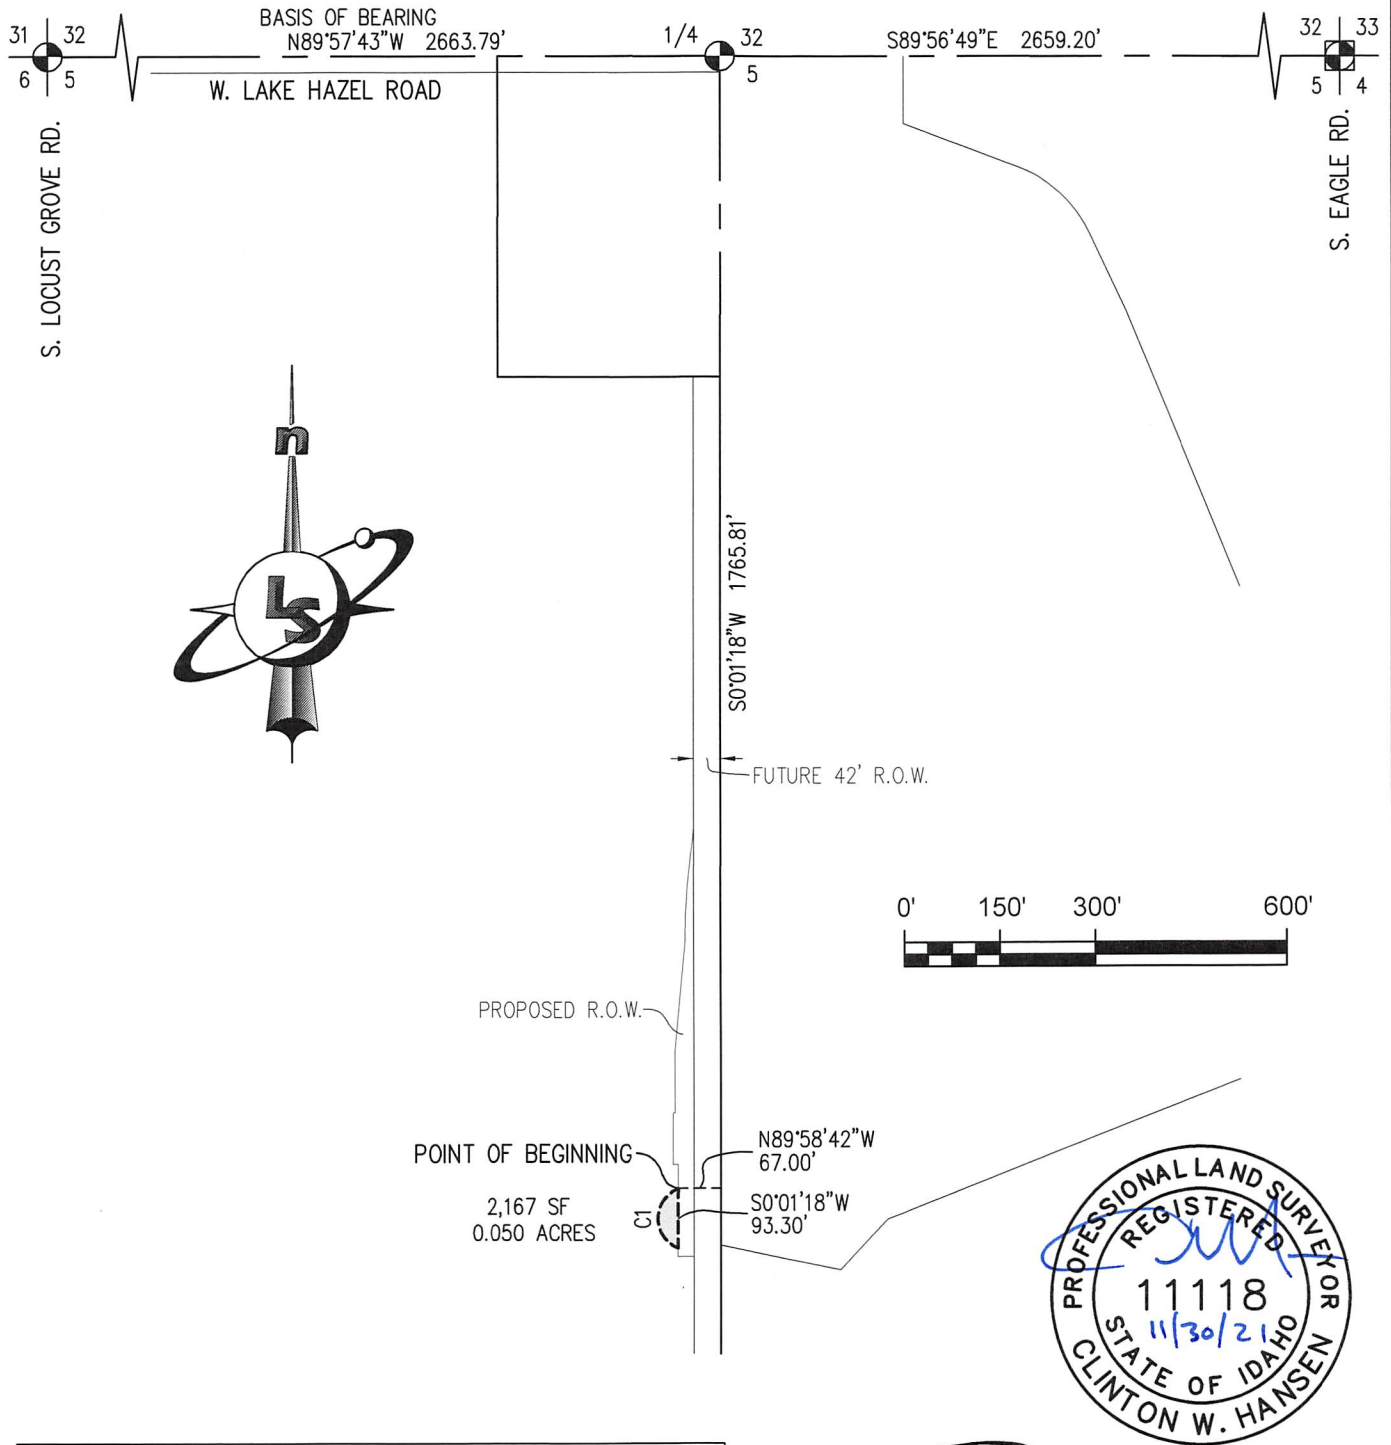 BASIS OF BEARING
N89°57'43"W 2663.79'
31 32
6 5
1/4 32
5
S89°56'49"E 2659.20'
32 33
5 4
W. LAKE HAZEL ROAD
S. LOCUST GROVE RD.
S. EAGLE RD.
n
LS
S0°01'18"W 1765.81'
FUTURE 42' R.O.W.
0' 150' 300' 600'
PROPOSED R.O.W.
POINT OF BEGINNING
N89°58'42"W
67.00'
2,167 SF
0.050 ACRES
C1
S0°01'18"W
93.30'
PROFESSIONAL LAND SURVEYOR
REGISTERED
11118
11/30/21
STATE OF IDAHO
CLINTON W. HANSEN